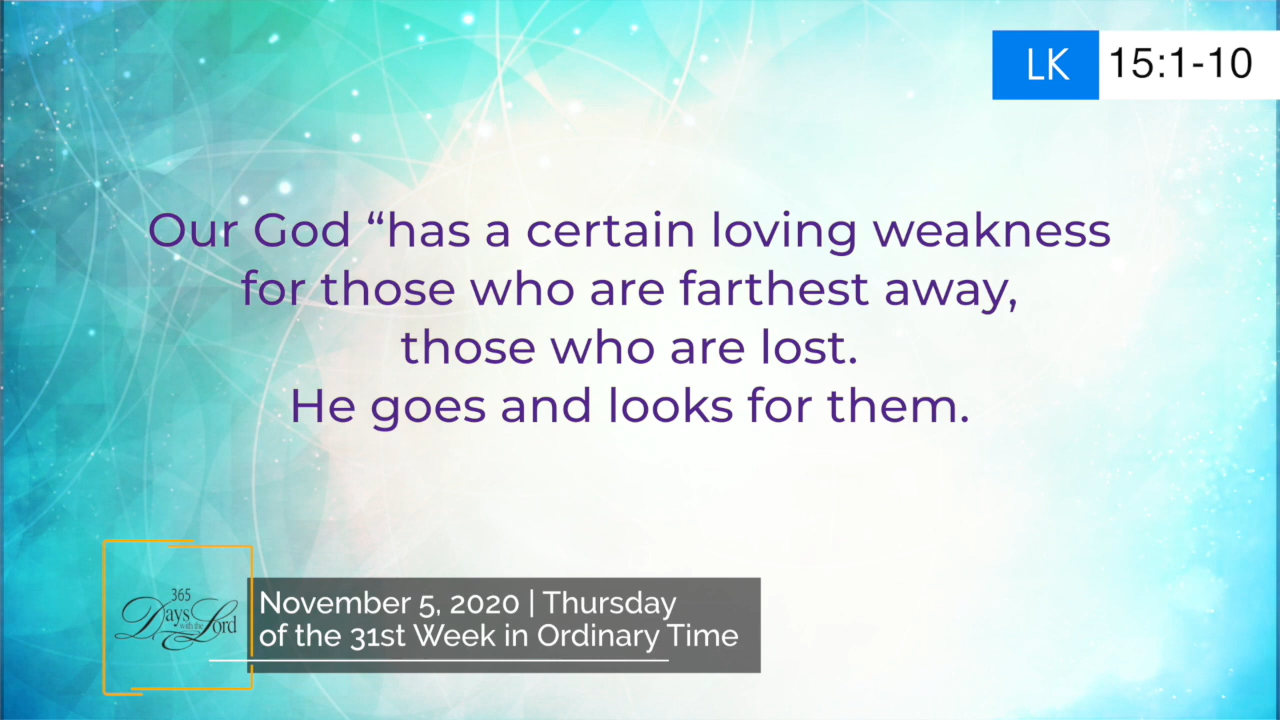 LK 15:1-10
Our God “has a certain loving weakness
for those who are farthest away,
those who are lost.
He goes and looks for them.
365
Days with the Lord
November 5, 2020 | Thursday
of the 31st Week in Ordinary Time